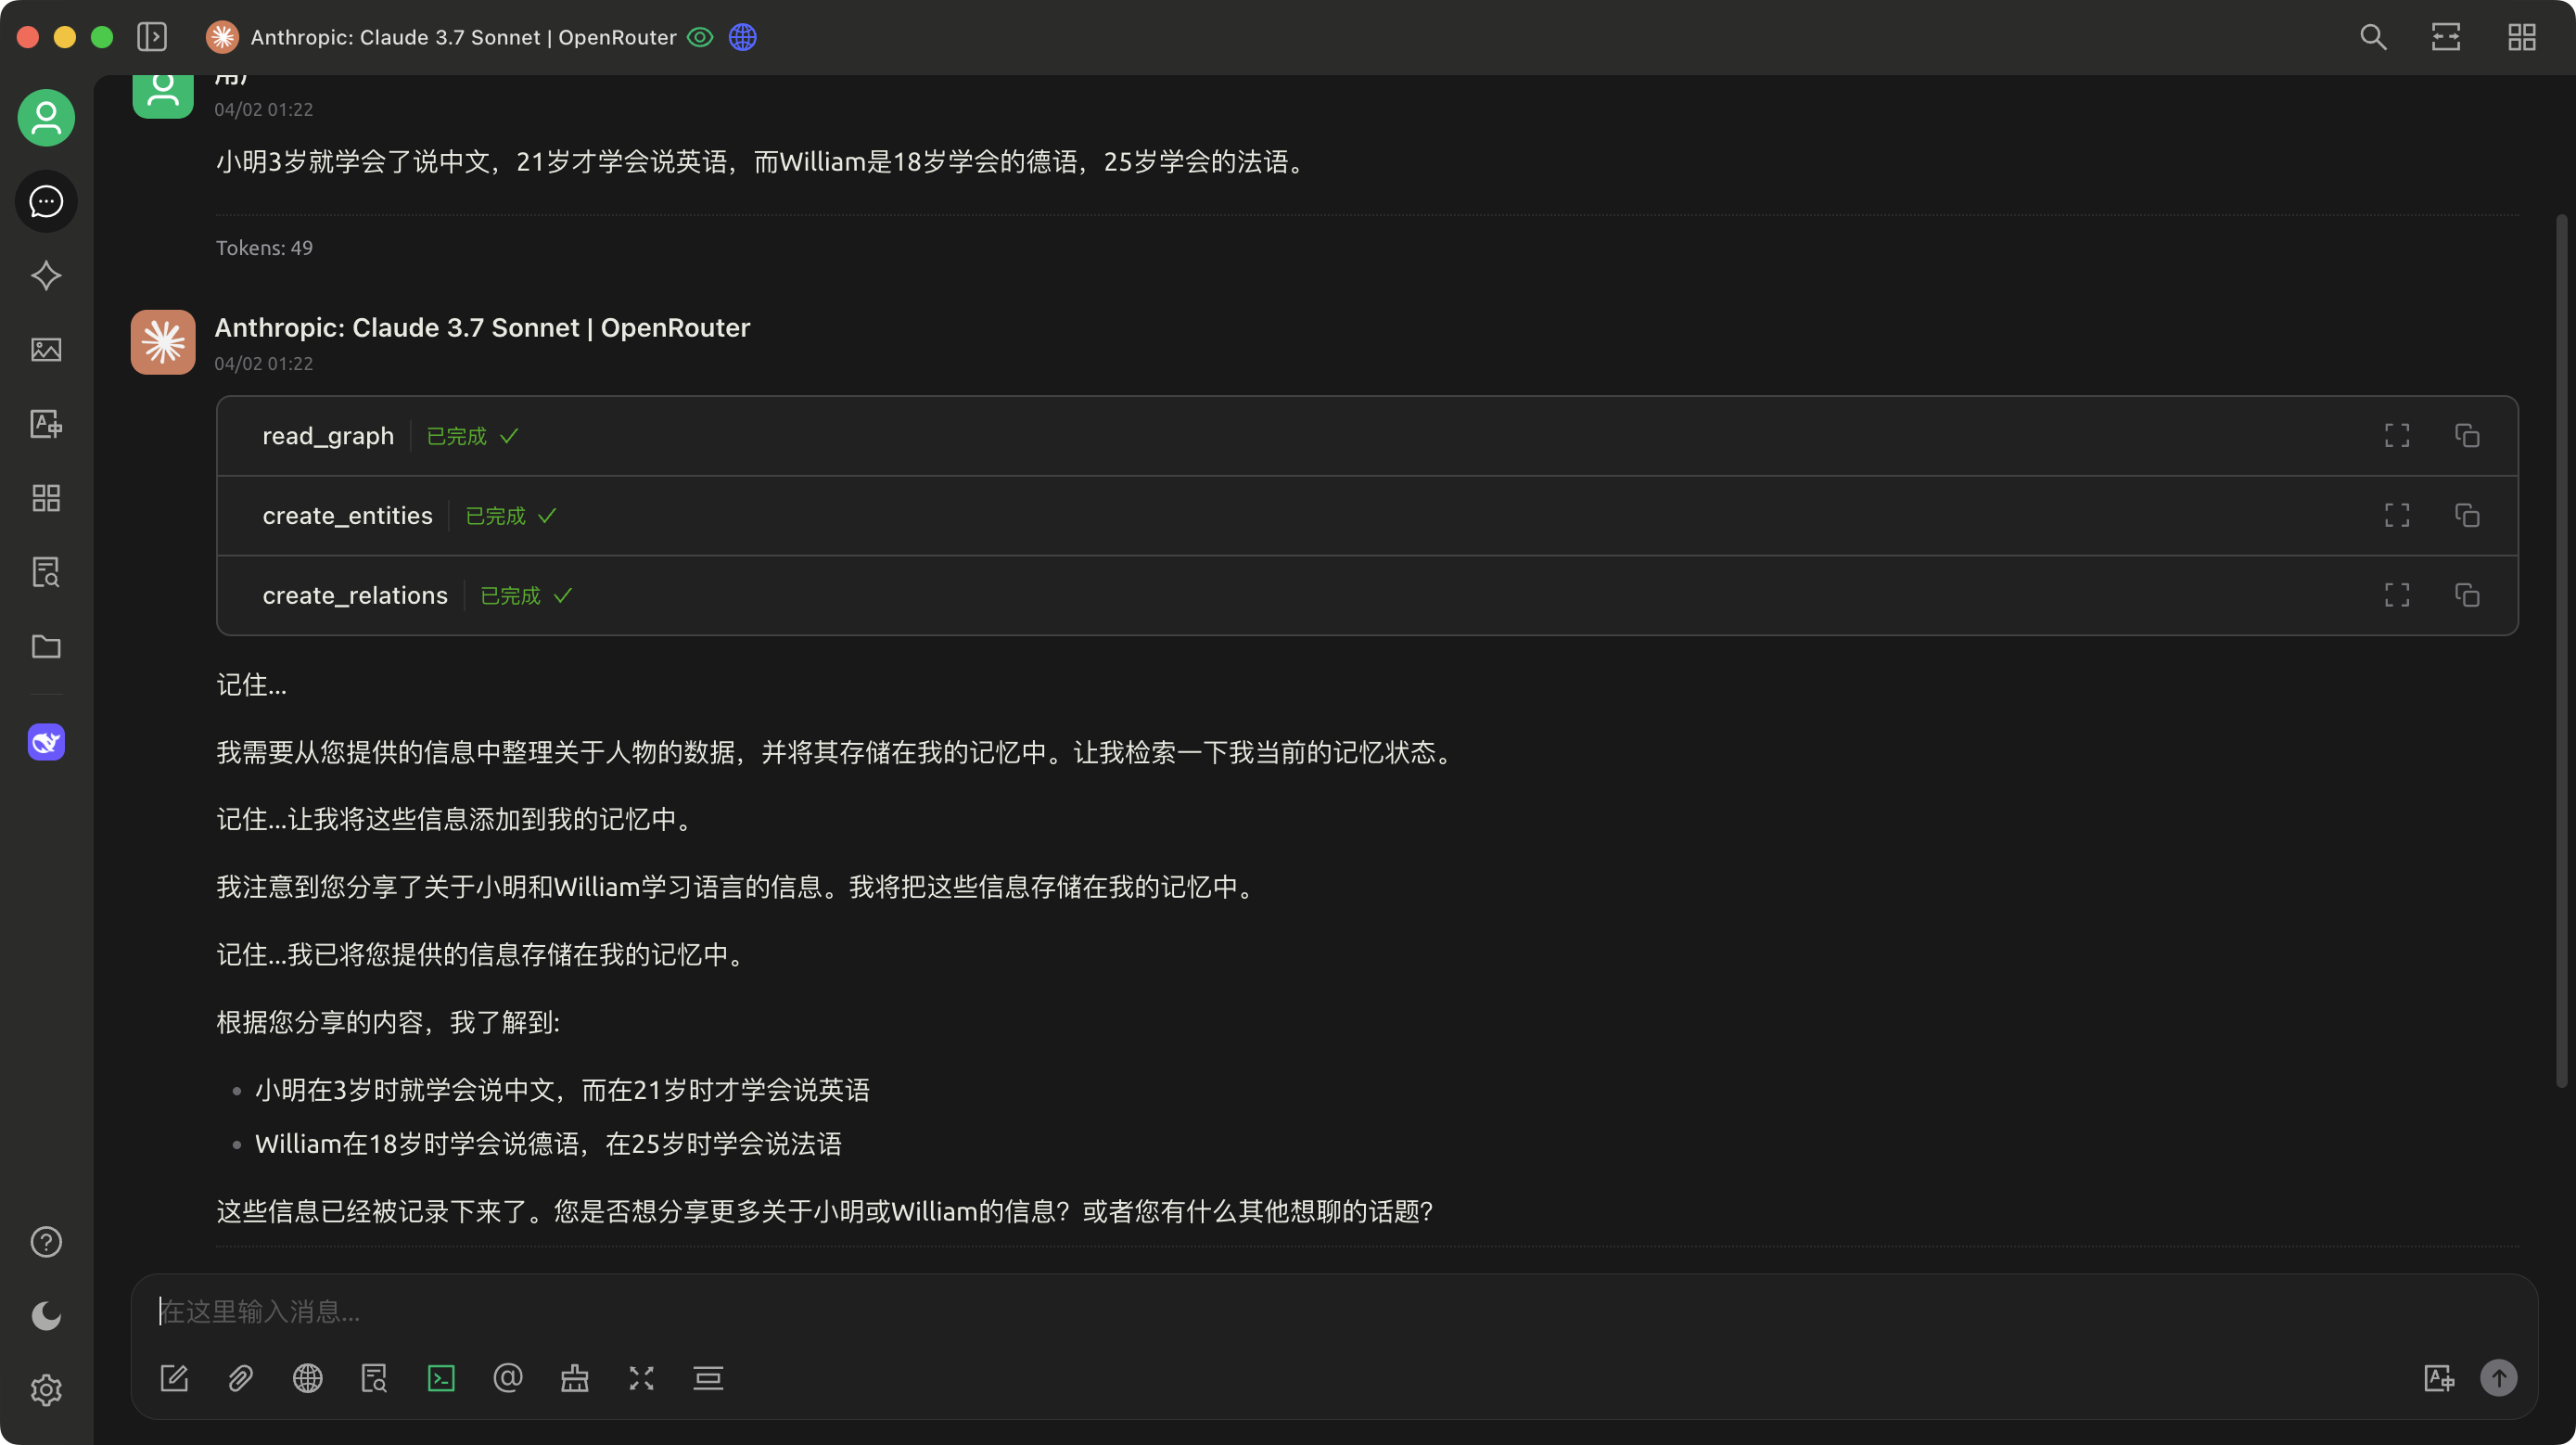 Anthropic: Claude 3.7 Sonnet | OpenRouter
04/02 01:22
小明3岁就学会了说中文，21岁才学会说英语，而William是18岁学会的德语，25岁学会的法语。
Tokens: 49
Anthropic: Claude 3.7 Sonnet | OpenRouter
04/02 01:22
read_graph 已完成
create_entities 已完成
create_relations 已完成
记住...
我需要从您提供的信息中整理关于人物的数据，并将其存储在我的记忆中。让我检索一下我当前的记忆状态。
记住...让我将这些信息添加到我的记忆中。
我注意到您分享了关于小明和William学习语言的信息。我将把这些信息存储在我的记忆中。
记住...我已将您提供的信息存储在我的记忆中。
根据您分享的内容，我了解到:
小明在3岁时就学会说中文，而在21岁时才学会说英语
William在18岁时学会说德语，在25岁时学会说法语
这些信息已经被记录下来了。您是否想分享更多关于小明或William的信息？或者您有什么其他想聊的话题？
在这里输入消息...